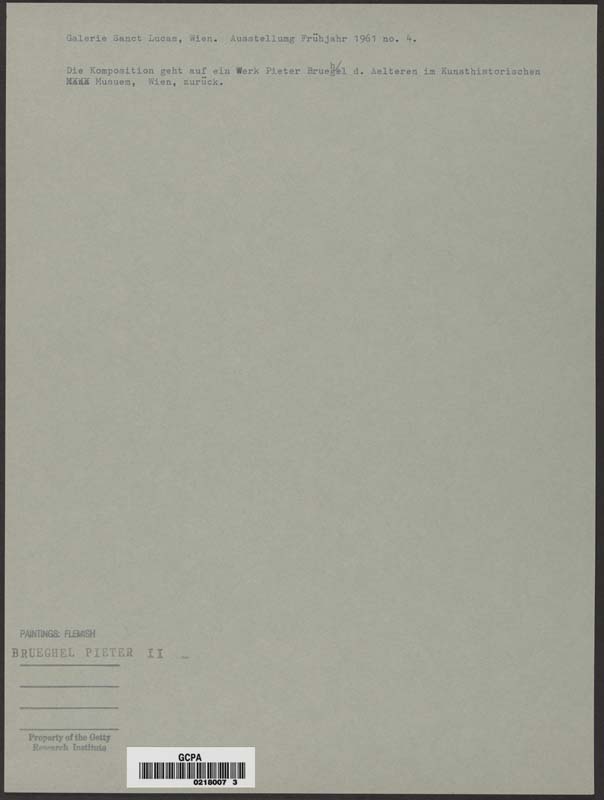 Galerie Sanct Lucas, Wien. Ausstellumg Frühjahr 1961 no. 4.
Die Komposition geht auf ein Werk Pieter Bruegel d. Aelteren im Kunsthistorischen
Museum, Wien, zurück.
PAINTINGS: FLEMISH
BRUEGHEL PIETER II
Property of the Getty
Research Institute
GCPA
0218007 3